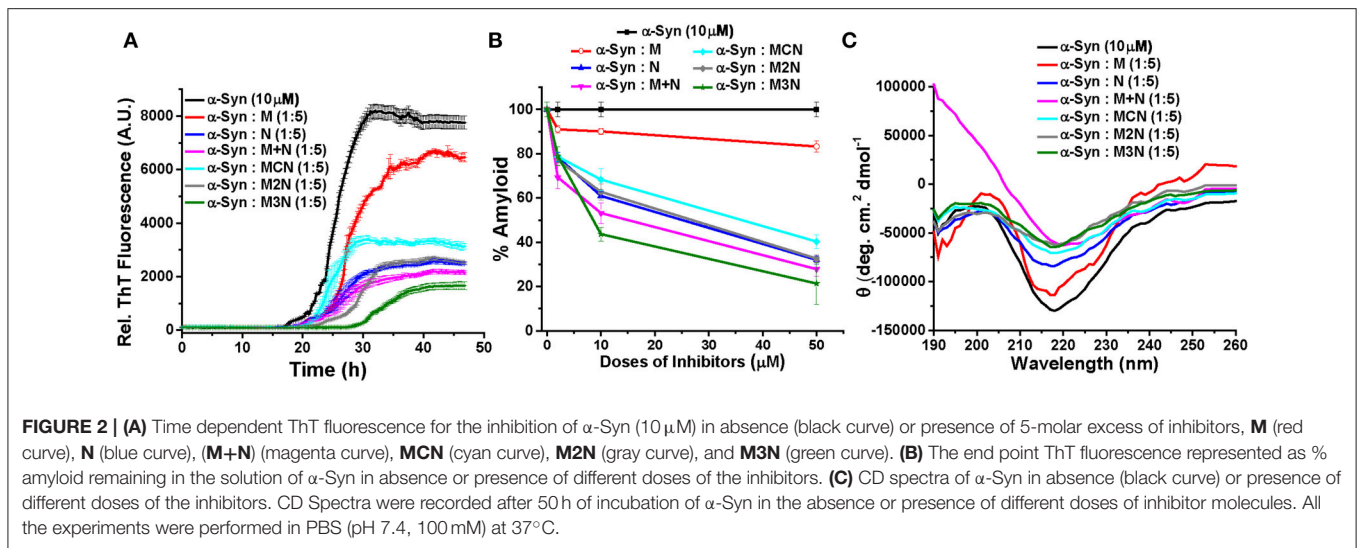 A
α-Syn (10 μM)
α-Syn : M (1:5)
α-Syn : N (1:5)
α-Syn : M+N (1:5)
α-Syn : MCN (1:5)
α-Syn : M2N (1:5)
α-Syn : M3N (1:5)
Rel. ThT Fluorescence (A.U.)
8000
6000
4000
2000
0
0 10 20 30 40 50
Time (h)
B
α-Syn (10 μM)
α-Syn : M
α-Syn : MCN
α-Syn : N
α-Syn : M2N
α-Syn : M+N
α-Syn : M3N
% Amyloid
100
80
60
40
20
0
0 10 20 30 40 50
Doses of Inhibitors (μM)
C
α-Syn (10μM)
α-Syn : M (1:5)
α-Syn : N (1:5)
α-Syn : M+N (1:5)
α-Syn : MCN (1:5)
α-Syn : M2N (1:5)
α-Syn : M3N (1:5)
θ (deg. cm.² dmol⁻¹)
100000
50000
0
-50000
-100000
-150000
190 200 210 220 230 240 250 260
Wavelength (nm)
FIGURE 2 | (A) Time dependent ThT fluorescence for the inhibition of α-Syn (10 μM) in absence (black curve) or presence of 5-molar excess of inhibitors, M (red
curve), N (blue curve), (M+N) (magenta curve), MCN (cyan curve), M2N (gray curve), and M3N (green curve). (B) The end point ThT fluorescence represented as %
amyloid remaining in the solution of α-Syn in absence or presence of different doses of the inhibitors. (C) CD spectra of α-Syn in absence (black curve) or presence of
different doses of the inhibitors. CD Spectra were recorded after 50 h of incubation of α-Syn in the absence or presence of different doses of inhibitor molecules. All
the experiments were performed in PBS (pH 7.4, 100 mM) at 37°C.